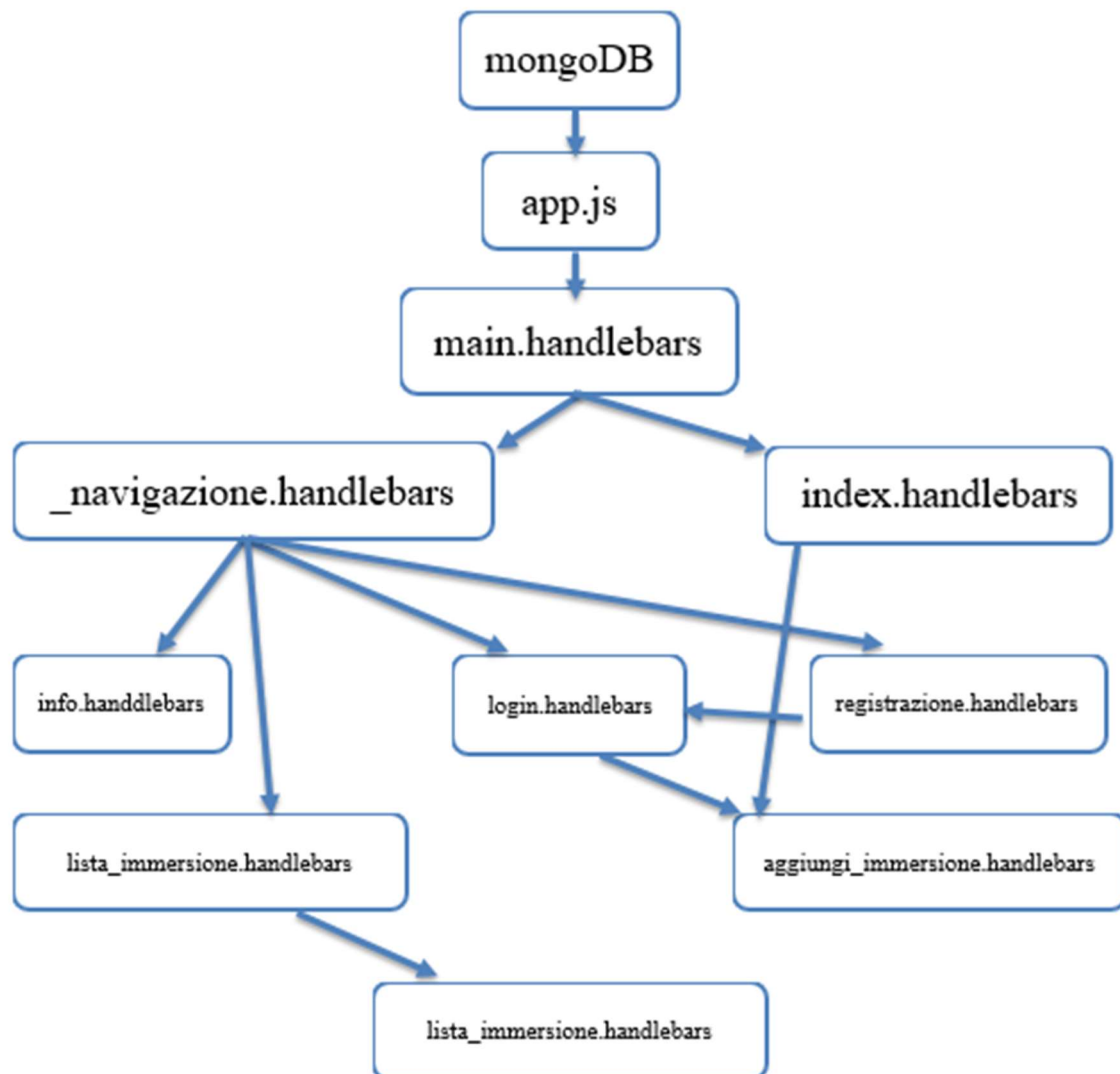 mongoDB
app.js
main.handlebars
_navigazione.handlebars
index.handlebars
info.handdlebars
login.handlebars
registrazione.handlebars
lista_immersione.handlebars
aggiungi_immersione.handlebars
lista_immersione.handlebars